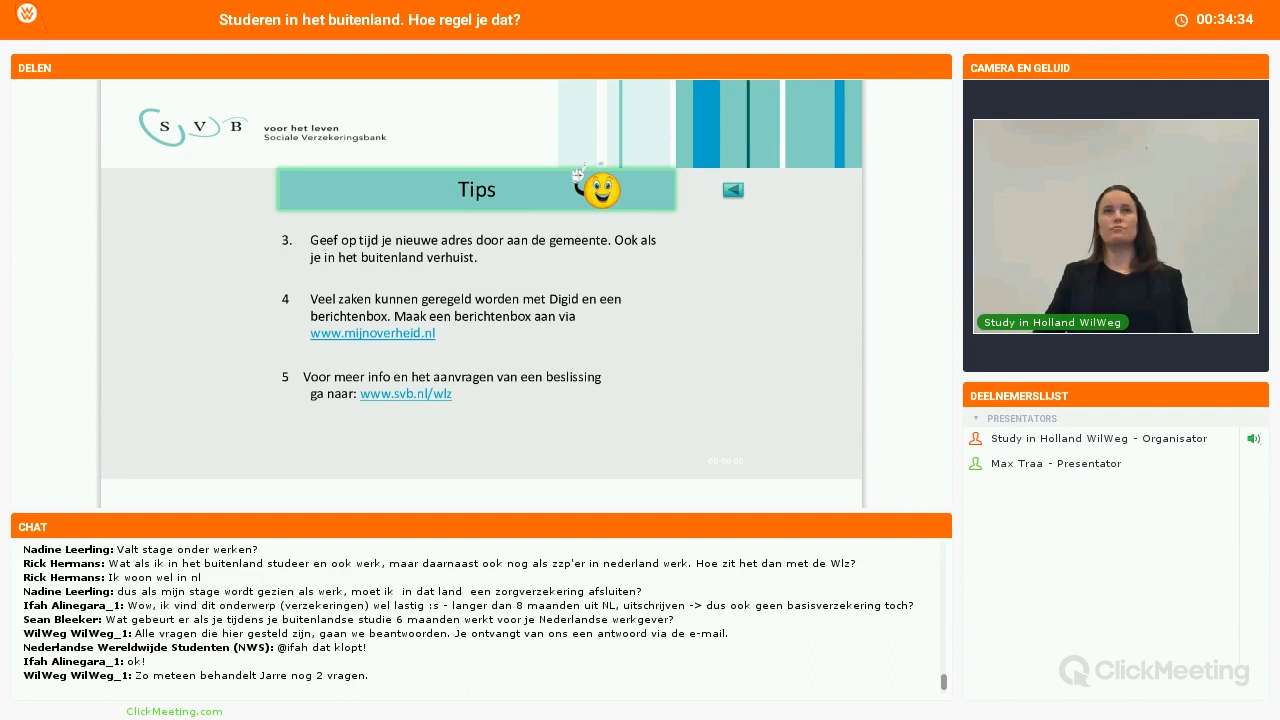 Studeren in het buitenland. Hoe regel je dat?
00:34:34
DELEN
S V B
voor het leven
Sociale Verzekeringsbank
Tips
3. Geef op tijd je nieuwe adres door aan de gemeente. Ook als
je in het buitenland verhuist.
4 Veel zaken kunnen geregeld worden met Digid en een
berichtenbox. Maak een berichtenbox aan via
www.mijnoverheid.nl
5 Voor meer info en het aanvragen van een beslissing
ga naar: www.svb.nl/wlz
00:00:00
CAMERA EN GELUID
Study in Holland WilWeg
DEELNEMERSLIJST
PRESENTATORS
Study in Holland WilWeg - Organisator
Max Traa - Presentator
CHAT
Nadine Leerling: Valt stage onder werken?
Rick Hermans: Wat als ik in het buitenland studeer en ook werk, maar daarnaast ook nog als zzp'er in nederland werk. Hoe zit het dan met de Wlz?
Rick Hermans: Ik woon wel in nl
Nadine Leerling: dus als mijn stage wordt gezien als werk, moet ik in dat land een zorgverzekering afsluiten?
Ifah Alinegara_1: Wow, ik vind dit onderwerp (verzekeringen) wel lastig :s - langer dan 8 maanden uit NL, uitschrijven -> dus ook geen basisverzekering toch?
Sean Bleeker: Wat gebeurt er als je tijdens je buitenlandse studie 6 maanden werkt voor je Nederlandse werkgever?
WilWeg WilWeg_1: Alle vragen die hier gesteld zijn, gaan we beantwoorden. Je ontvangt van ons een antwoord via de e-mail.
Nederlandse Wereldwijde Studenten (NWS): @ifah dat klopt!
Ifah Alinegara_1: ok!
WilWeg WilWeg_1: Zo meteen behandelt Jarre nog 2 vragen.
ClickMeeting
ClickMeeting.com